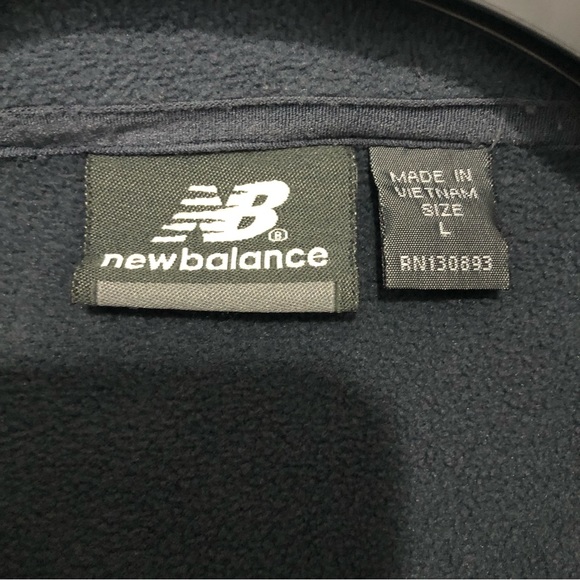 NB®
newbalance
MADE IN
VIETNAM
SIZE
L
RN130893